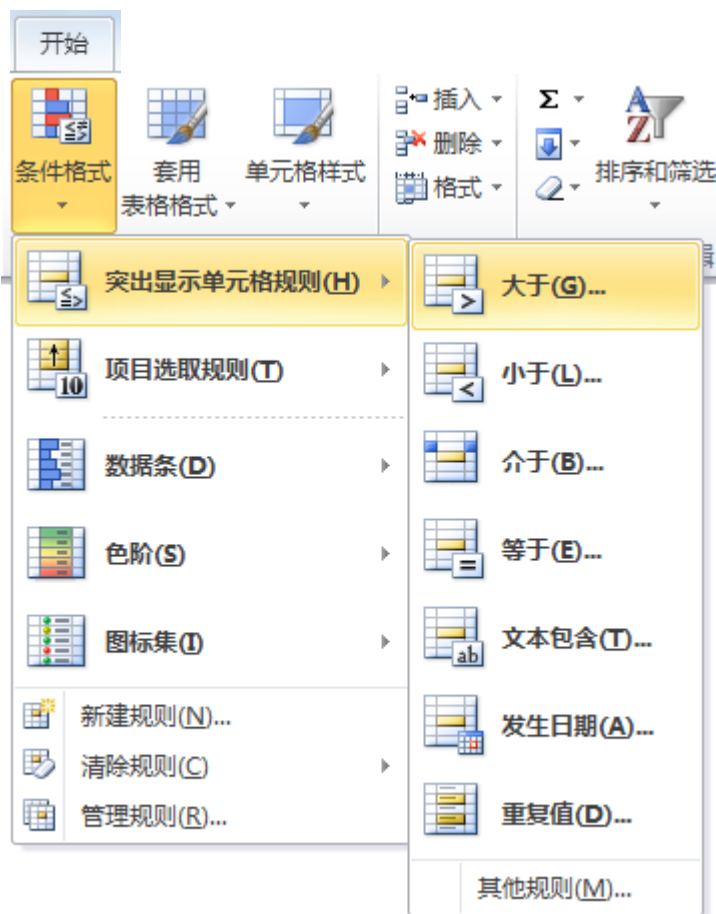 开始
插入
Σ
删除
条件格式
套用
表格格式
单元格样式
格式
排序和筛选
突出显示单元格规则(H)
项目选取规则(T)
数据条(D)
色阶(S)
图标集(I)
新建规则(N)...
清除规则(C)
管理规则(R)...
大于(G)...
小于(L)...
介于(B)...
等于(E)...
文本包含(T)...
发生日期(A)...
重复值(D)...
其他规则(M)...